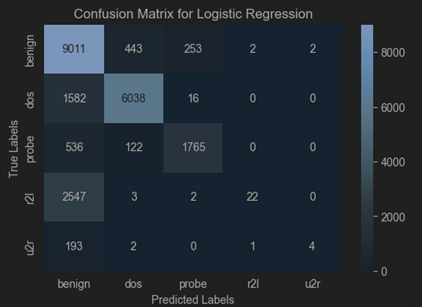 Confusion Matrix for Logistic Regression
True Labels
benign 9011 443 253 2 2
dos 1582 6038 16 0 0
probe 536 122 1765 0 0
r2l 2547 3 2 22 0
u2r 193 2 0 1 4
benign dos probe r2l u2r
Predicted Labels
8000
6000
4000
2000
0